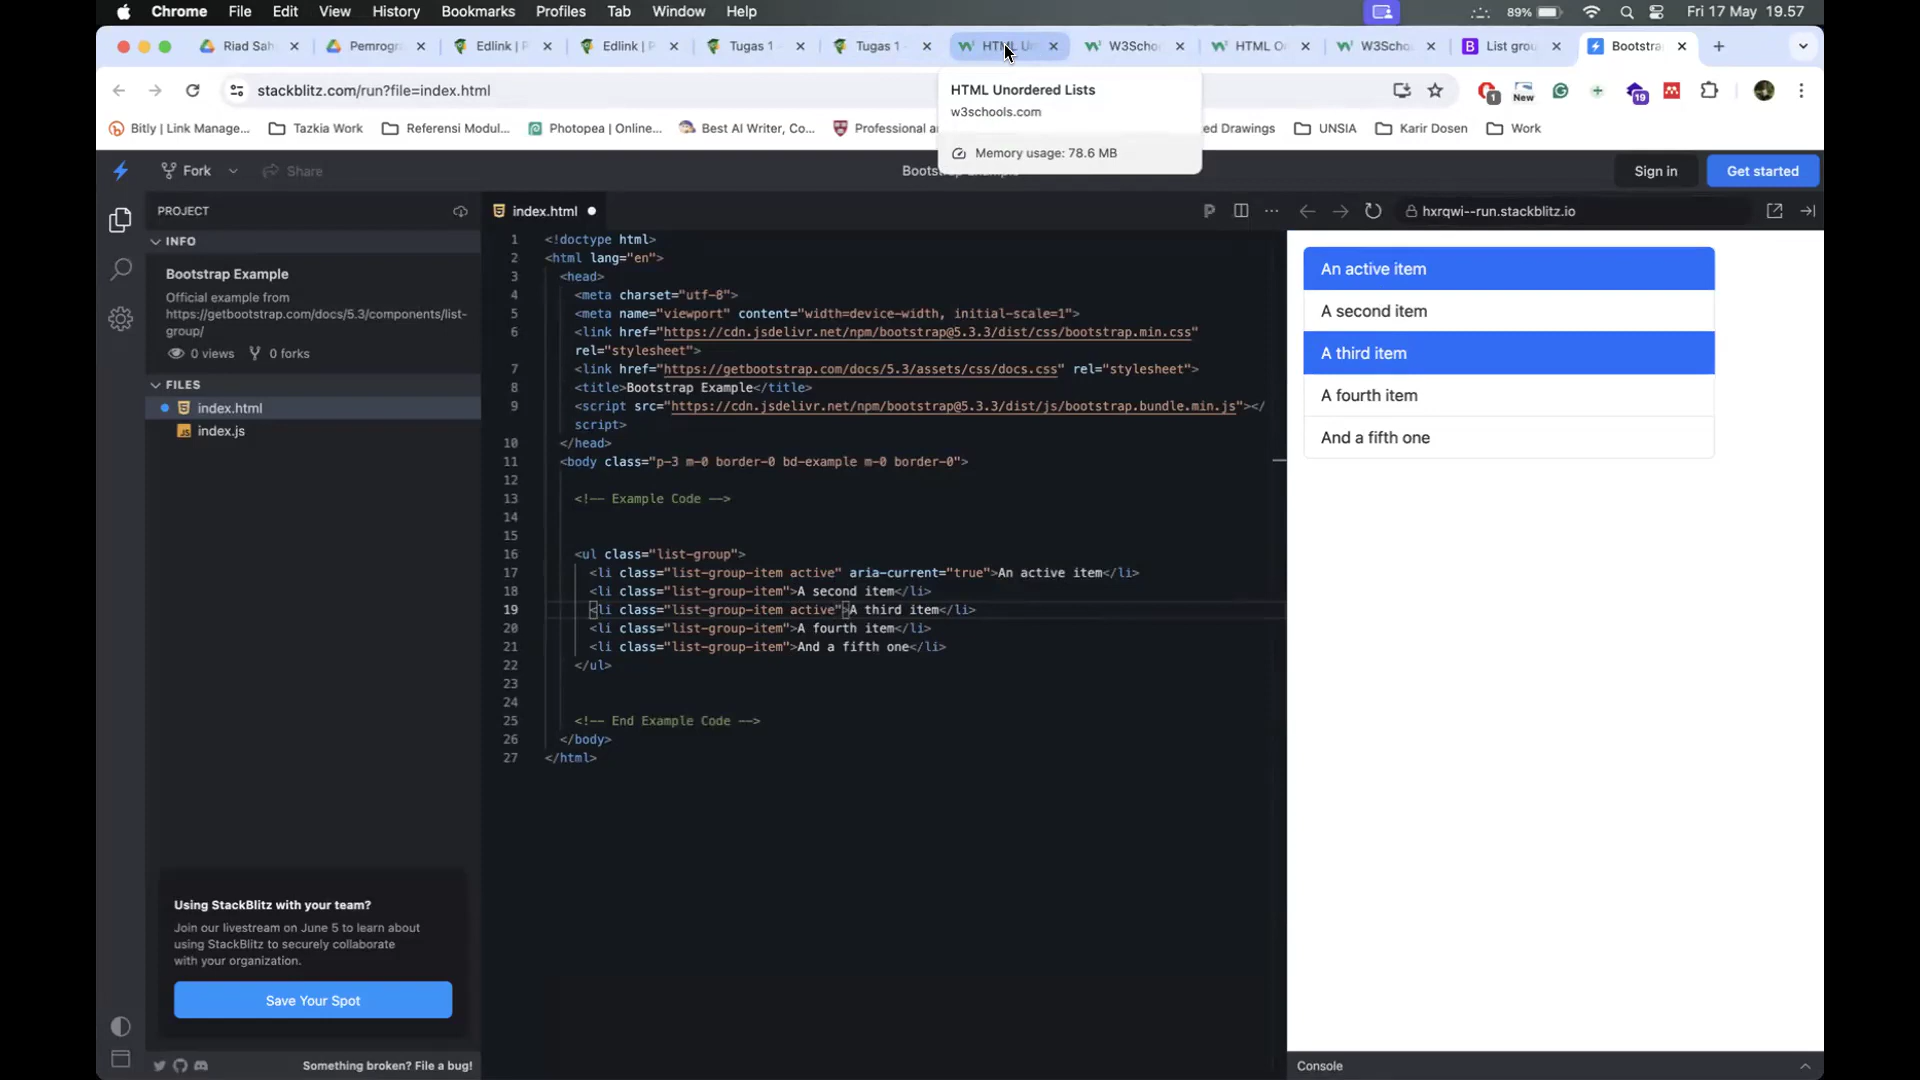 Chrome File Edit View History Bookmarks Profiles Tab Window Help 89% Fri 17 May 19.57
Riad Sah Pemrog Edlink | P Edlink | P Tugas 1 - Tugas 1 - HTML Un W3Scho HTML O W3Scho List grou Bootstra
stackblitz.com/run?file=index.html
1 New 19
HTML Unordered Lists
w3schools.com
Memory usage: 78.6 MB
Bitly | Link Manage... Tazkia Work Referensi Modul... Photopea | Online... Best AI Writer, Co... Professional a ed Drawings UNSIA Karir Dosen Work
Fork Share Sign in Get started
PROJECT
INFO
Bootstrap Example
Official example from
https://getbootstrap.com/docs/5.3/components/list-
group/
0 views 0 forks
FILES
index.html
index.js
Using StackBlitz with your team?
Join our livestream on June 5 to learn about
using StackBlitz to securely collaborate
with your organization.
Save Your Spot
Something broken? File a bug!
index.html
1 <!doctype html>
2 <html lang="en">
3 <head>
4 <meta charset="utf-8">
5 <meta name="viewport" content="width=device-width, initial-scale=1">
6 <link href="https://cdn.jsdelivr.net/npm/bootstrap@5.3.3/dist/css/bootstrap.min.css"
rel="stylesheet">
7 <link href="https://getbootstrap.com/docs/5.3/assets/css/docs.css" rel="stylesheet">
8 <title>Bootstrap Example</title>
9 <script src="https://cdn.jsdelivr.net/npm/bootstrap@5.3.3/dist/js/bootstrap.bundle.min.js"></
script>
10 </head>
11 <body class="p-3 m-0 border-0 bd-example m-0 border-0">
12
13 <!-- Example Code -->
14
15
16 <ul class="list-group">
17 <li class="list-group-item active" aria-current="true">An active item</li>
18 <li class="list-group-item">A second item</li>
19 <li class="list-group-item active">A third item</li>
20 <li class="list-group-item">A fourth item</li>
21 <li class="list-group-item">And a fifth one</li>
22 </ul>
23
24
25 <!-- End Example Code -->
26 </body>
27 </html>
hxrqwi--run.stackblitz.io
An active item
A second item
A third item
A fourth item
And a fifth one
Console